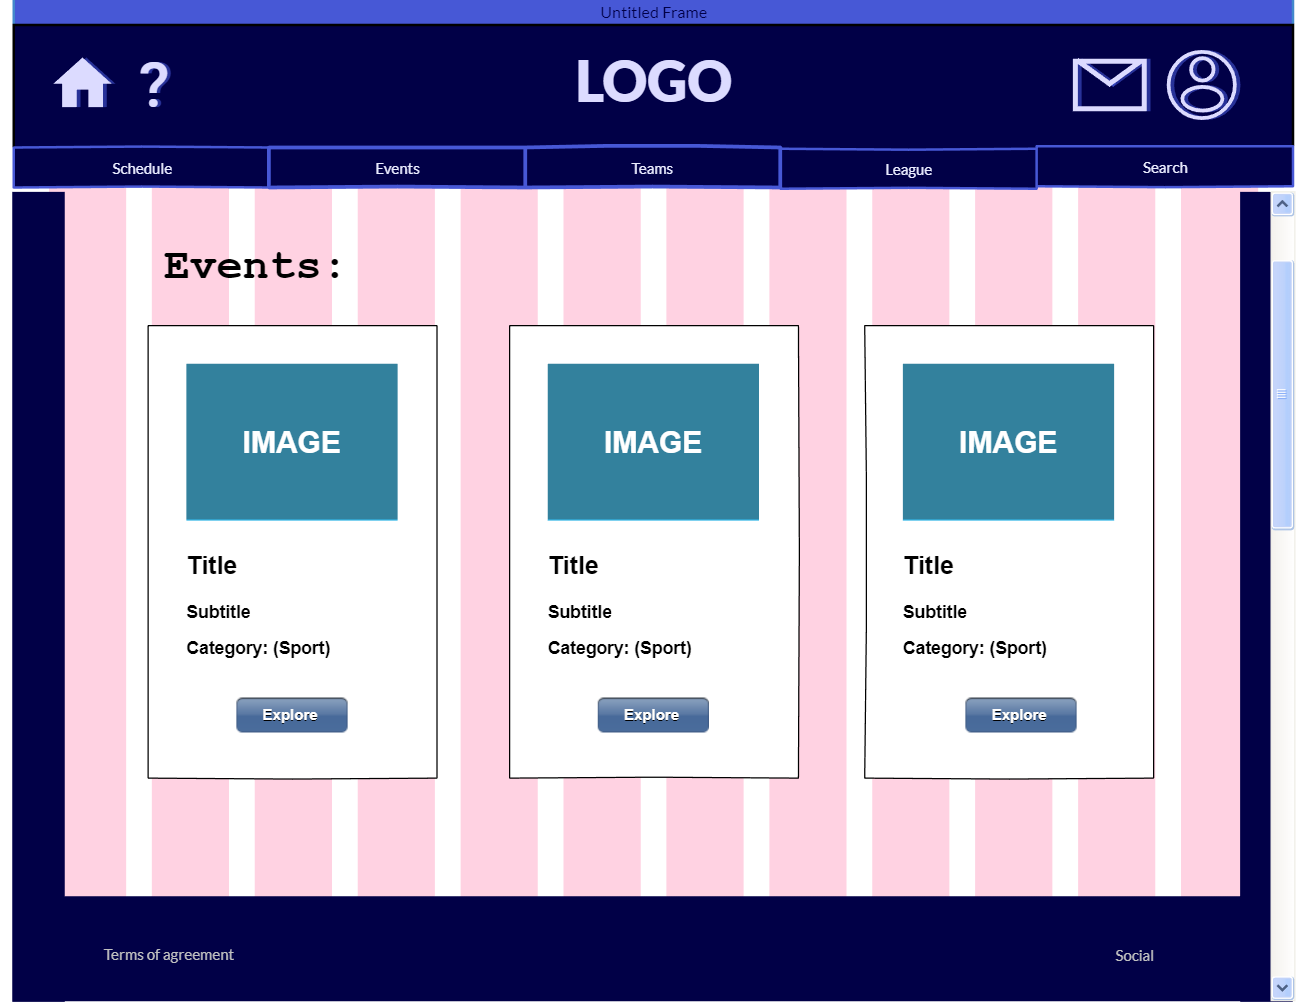 Untitled Frame
?
LOGO
Schedule Events Teams League Search
Events:
IMAGE IMAGE IMAGE
Title Title Title
Subtitle Subtitle Subtitle
Category: (Sport) Category: (Sport) Category: (Sport)
Explore Explore Explore
Terms of agreement Social